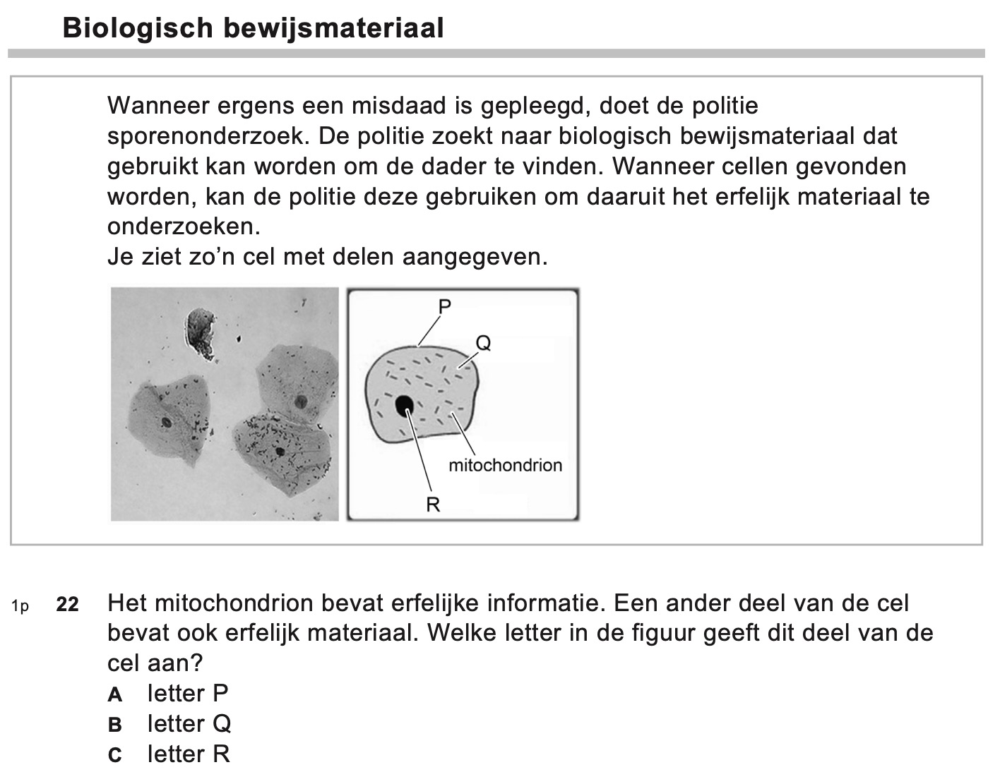 Biologisch bewijsmateriaal
Wanneer ergens een misdaad is gepleegd, doet de politie
sporenonderzoek. De politie zoekt naar biologisch bewijsmateriaal dat
gebruikt kan worden om de dader te vinden. Wanneer cellen gevonden
worden, kan de politie deze gebruiken om daaruit het erfelijk materiaal te
onderzoeken.
Je ziet zo’n cel met delen aangegeven.
P
Q
mitochondrion
R
1p 22 Het mitochondrion bevat erfelijke informatie. Een ander deel van de cel
bevat ook erfelijk materiaal. Welke letter in de figuur geeft dit deel van de
cel aan?
A letter P
B letter Q
C letter R